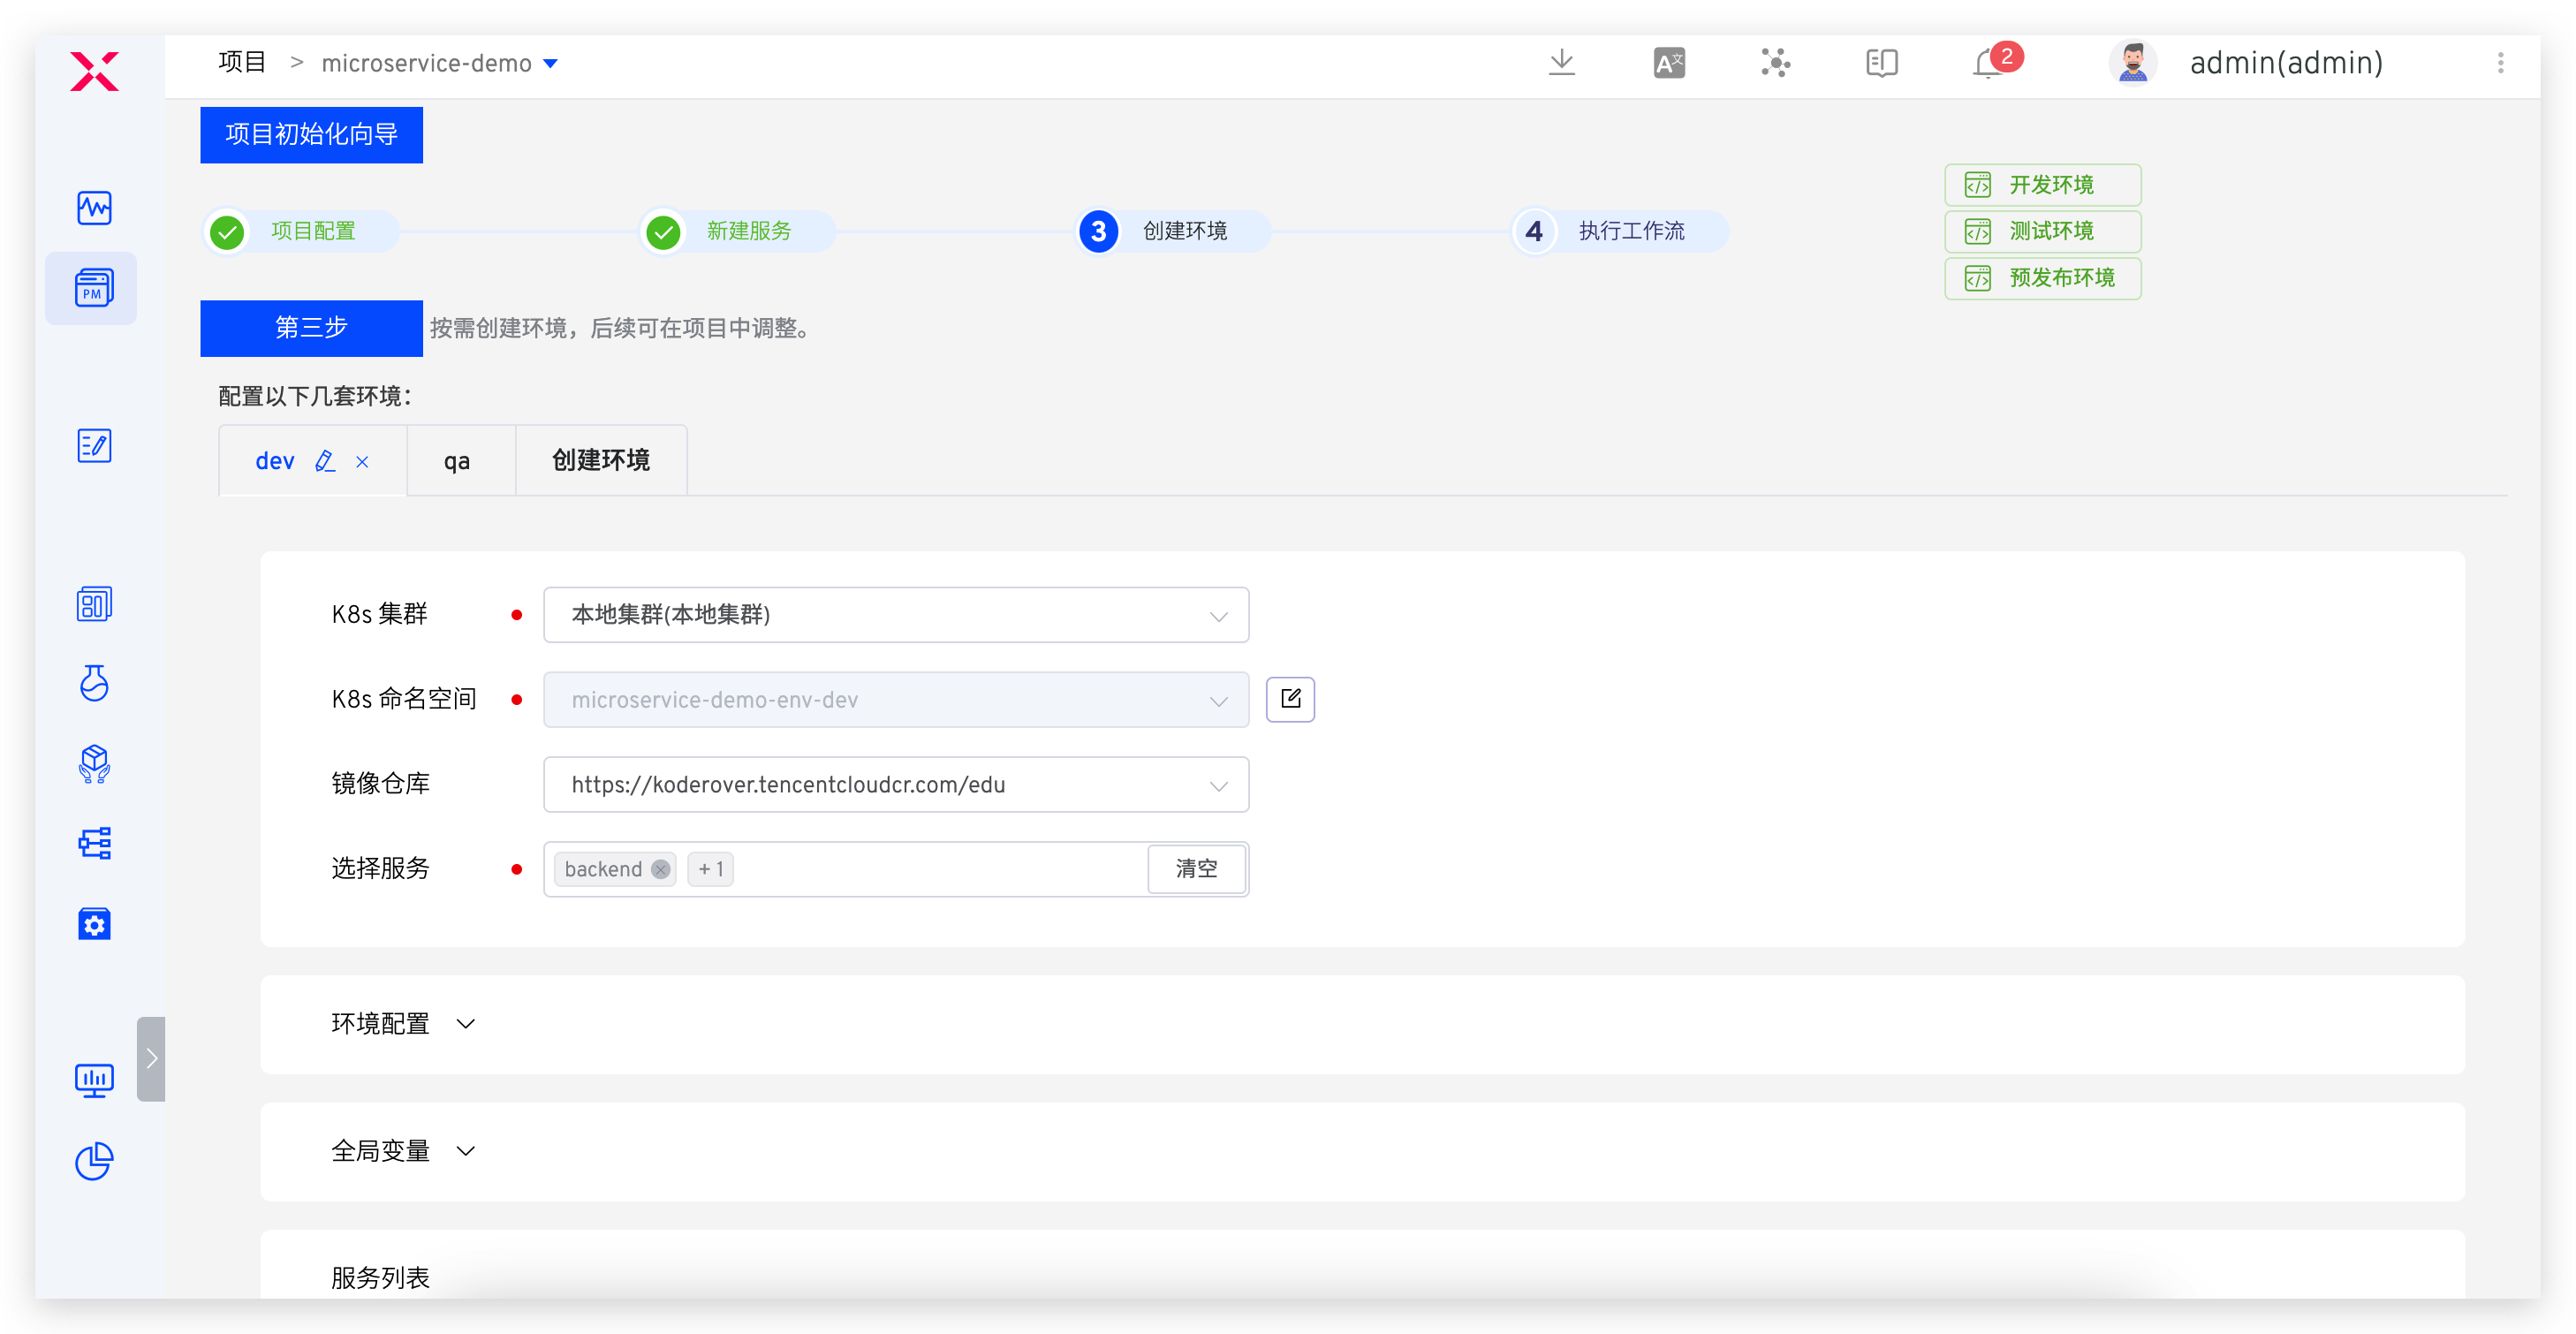 项目 > microservice-demo
A文
2
admin(admin)
项目初始化向导
项目配置
新建服务
3 创建环境
4 执行工作流
开发环境
测试环境
预发布环境
PM
第三步 按需创建环境，后续可在项目中调整。
配置以下几套环境：
dev
qa
创建环境
K8s 集群 本地集群(本地集群)
K8s 命名空间 microservice-demo-env-dev
镜像仓库 https://koderover.tencentcloudcr.com/edu
选择服务 backend + 1 清空
环境配置
全局变量
服务列表